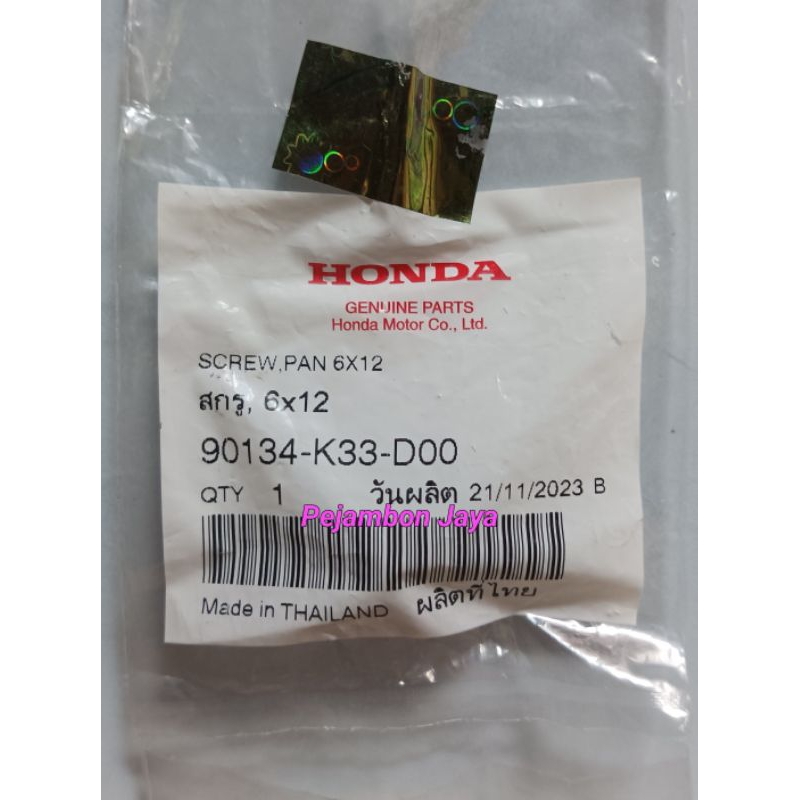 HONDA
GENUINE PARTS
Honda Motor Co., Ltd.
SCREW,PAN 6X12
สกรู, 6x12
90134-K33-D00
QTY 1 วันผลิต 21/11/2023 B
Pejambon Jaya
Made in THAILAND ผลิตที่ไทย